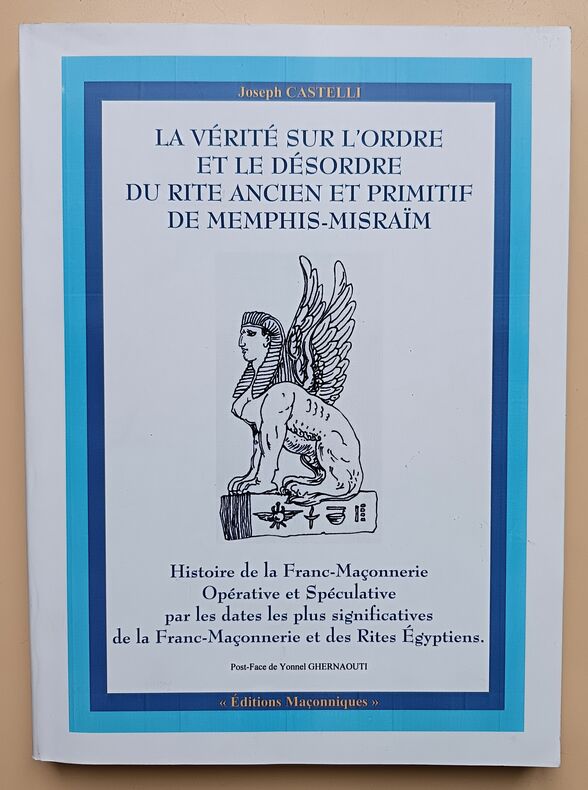 Joseph CASTELLI
LA VÉRITÉ SUR L'ORDRE
ET LE DÉSORDRE
DU RITE ANCIEN ET PRIMITIF
DE MEMPHIS-MISRAÏM
Histoire de la Franc-Maçonnerie
Opérative et Spéculative
par les dates les plus significatives
de la Franc-Maçonnerie et des Rites Égyptiens.
Post-Face de Yonnel GHERNAOUTI
« Éditions Maçonniques »